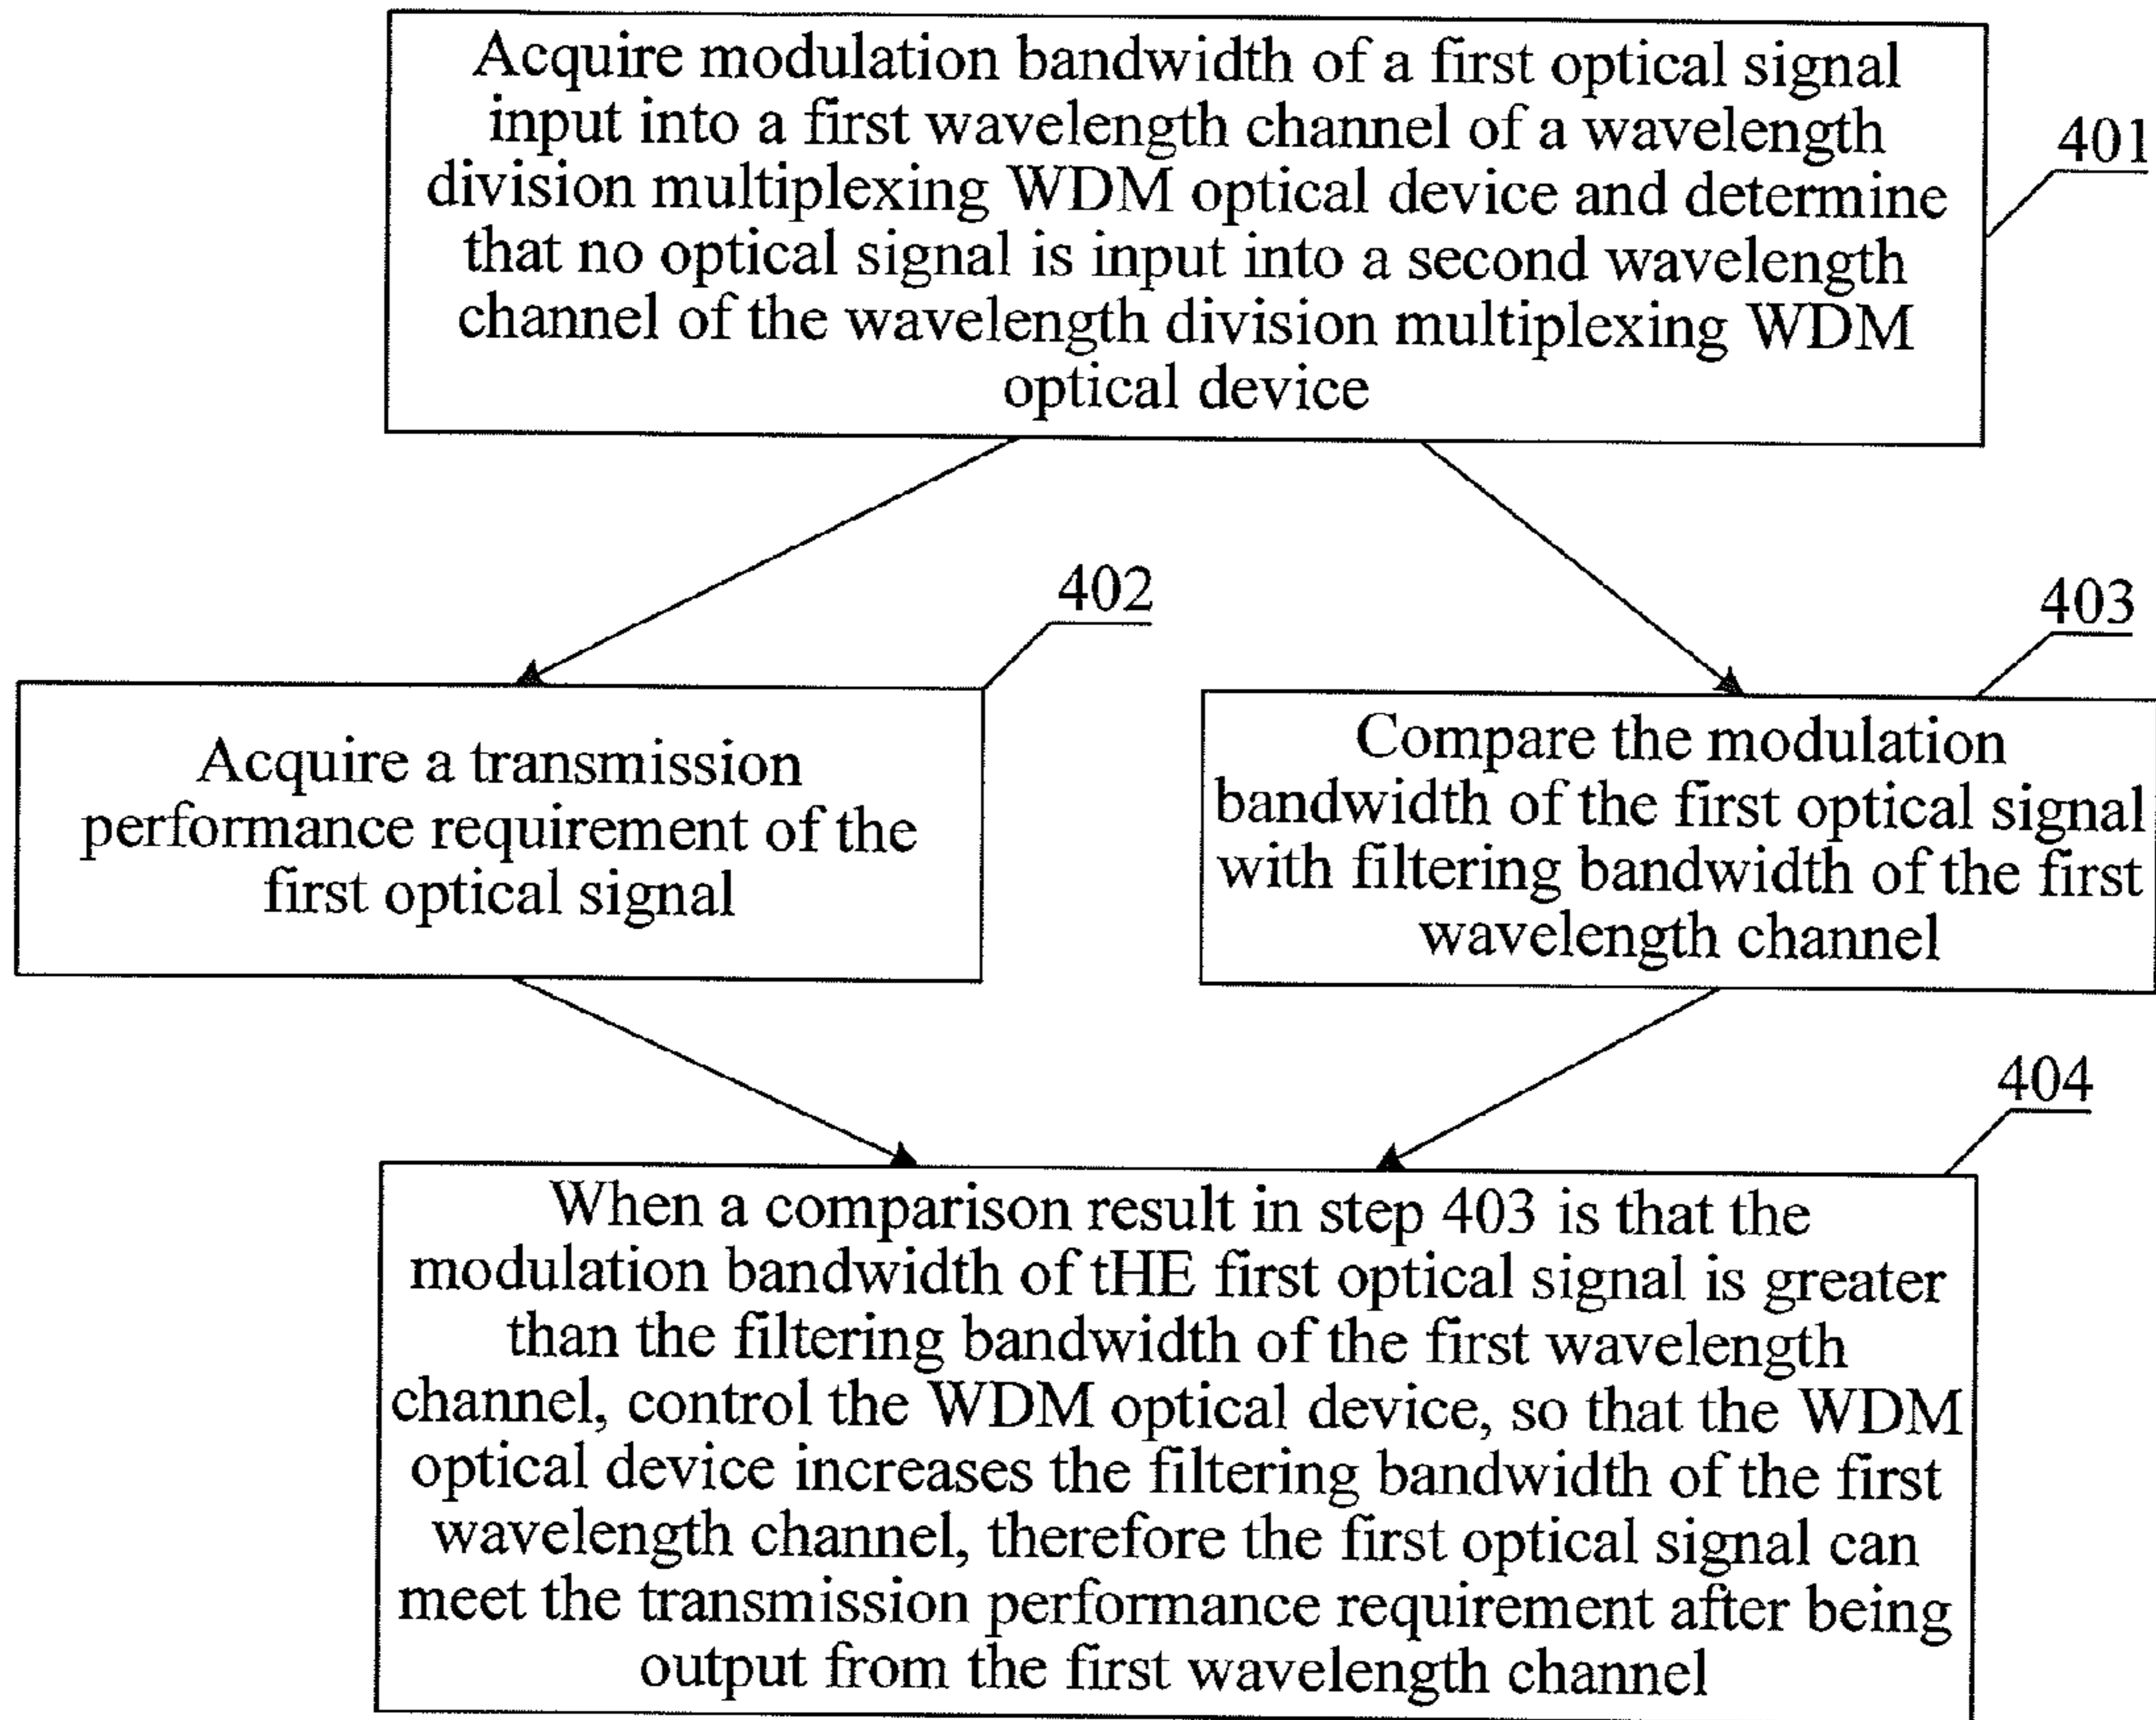 Acquire modulation bandwidth of a first optical signal
input into a first wavelength channel of a wavelength
division multiplexing WDM optical device and determine
that no optical signal is input into a second wavelength
channel of the wavelength division multiplexing WDM
optical device
401
402
Acquire a transmission
performance requirement of the
first optical signal
403
Compare the modulation
bandwidth of the first optical signal
with filtering bandwidth of the first
wavelength channel
404
When a comparison result in step 403 is that the
modulation bandwidth of tHE first optical signal is greater
than the filtering bandwidth of the first wavelength
channel, control the WDM optical device, so that the WDM
optical device increases the filtering bandwidth of the first
wavelength channel, therefore the first optical signal can
meet the transmission performance requirement after being
output from the first wavelength channel